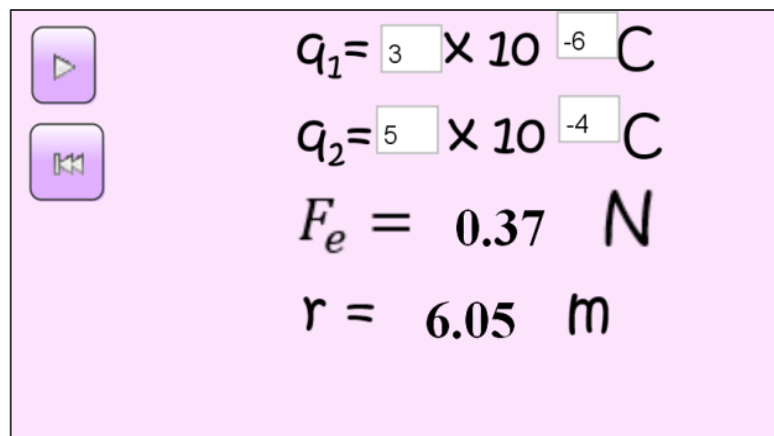 q₁= 3 × 10 -6 C
q₂= 5 × 10 -4 C
Fₑ = 0.37 N
r = 6.05 m